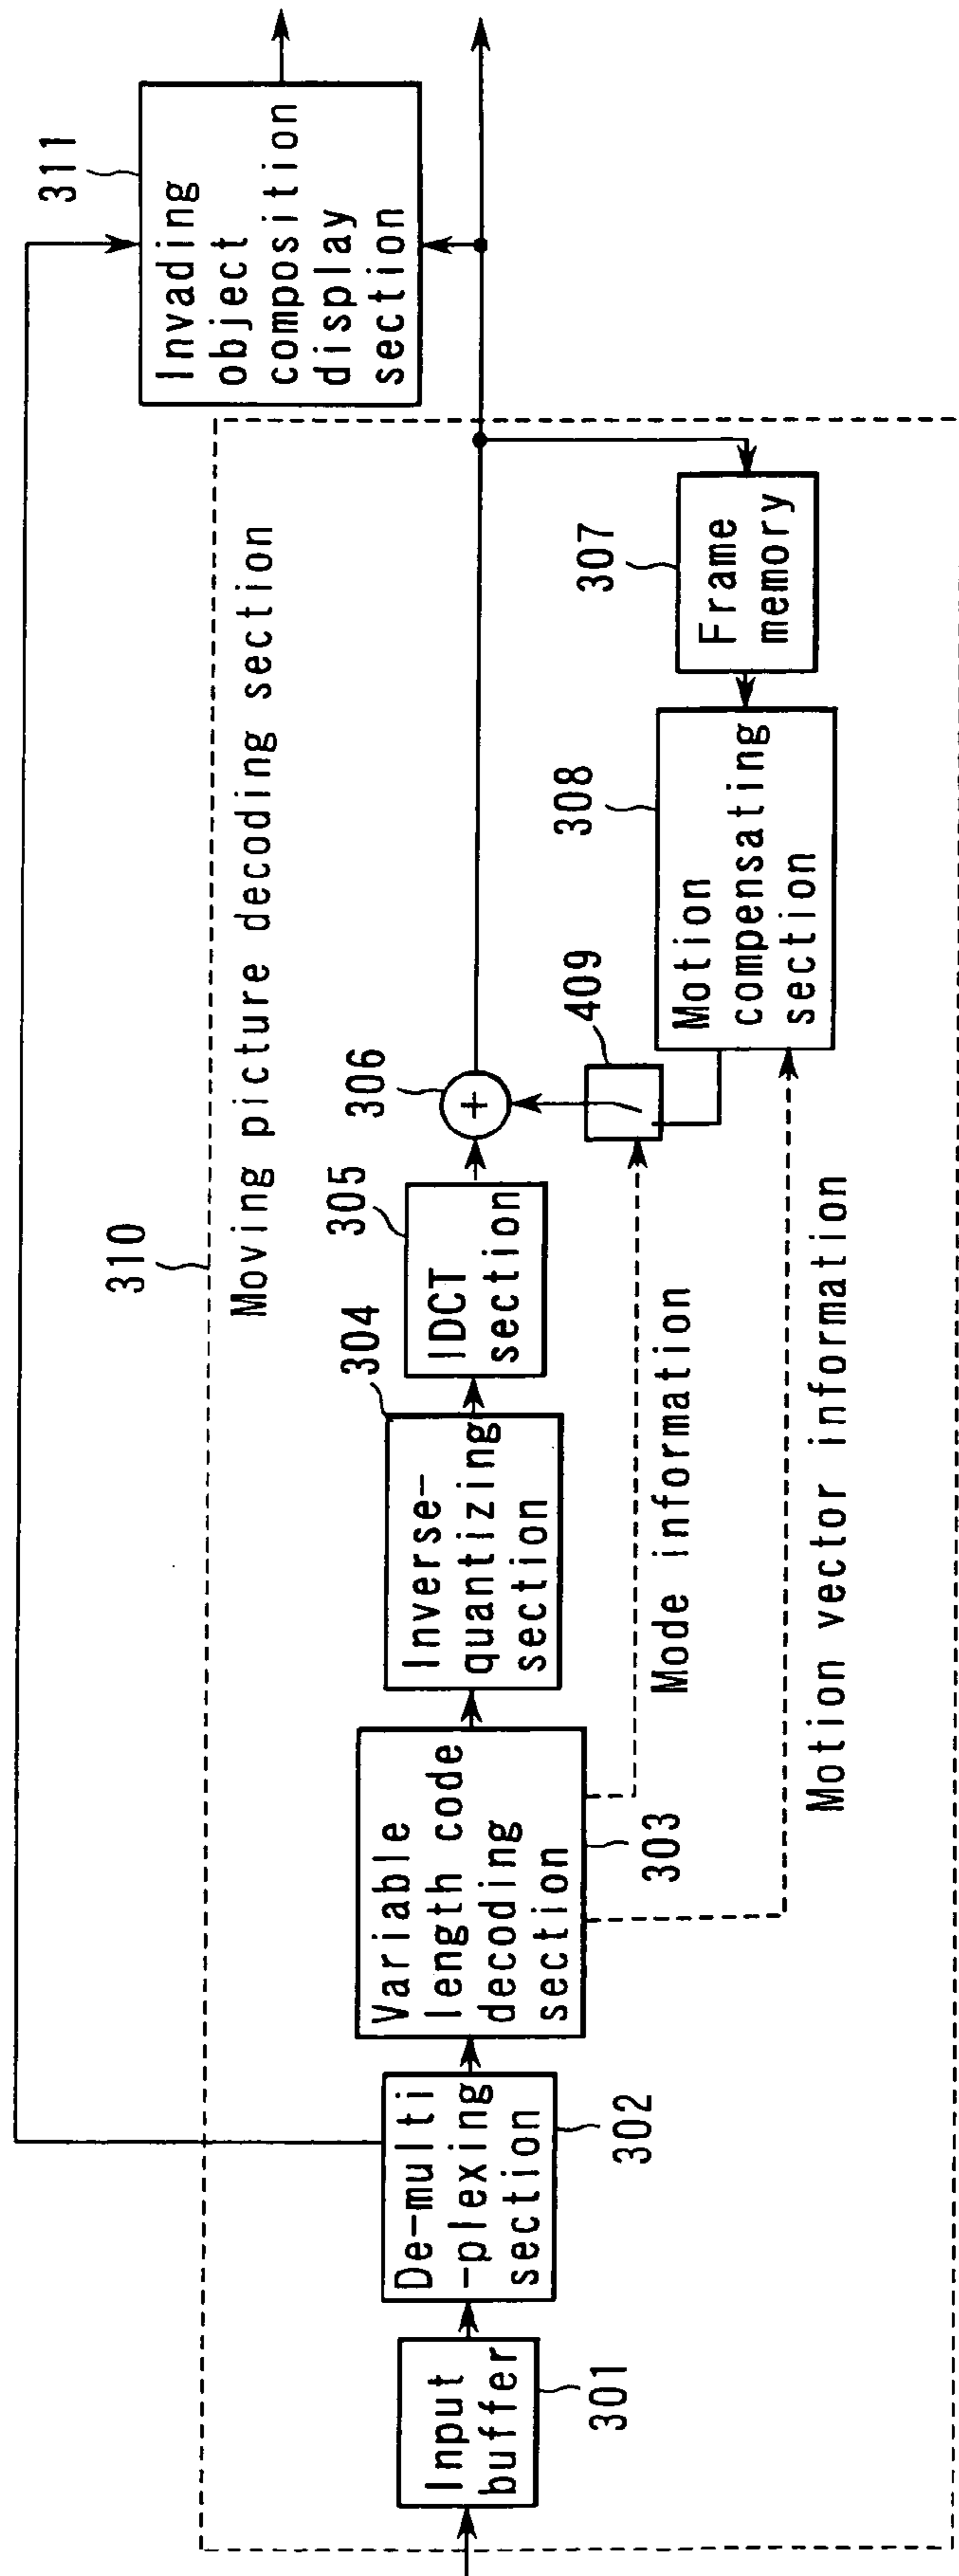 311
Invading
object
composition
display
section
310
Moving picture decoding section
Input
buffer
301
De-multi
-plexing
section
302
Variable
length code
decoding
section
303
Inverse-
quantizing
section
304
IDCT
section
305
306
+
409
Motion
compensating
section
308
Frame
memory
307
Mode information
Motion vector information